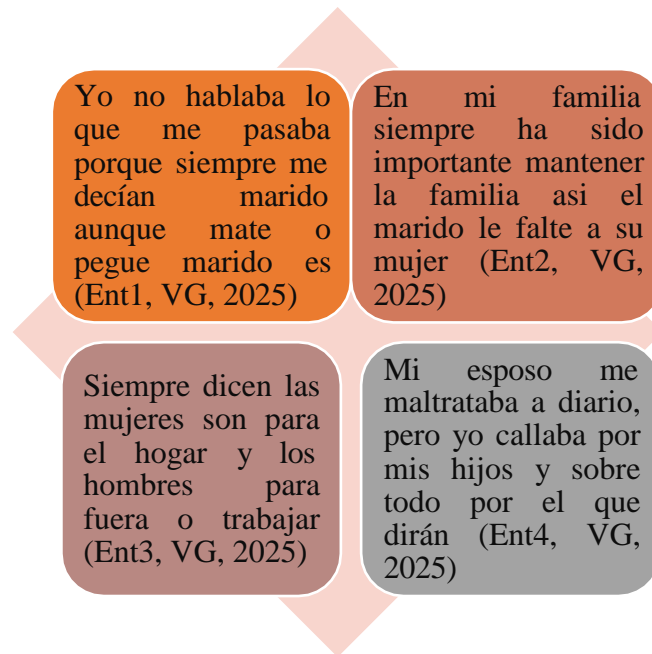 Yo no hablaba lo
que me pasaba
porque siempre me
decían marido
aunque mate o
pegue marido es
(Ent1, VG, 2025)
En mi familia
siempre ha sido
importante mantener
la familia asi el
marido le falte a su
mujer (Ent2, VG,
2025)
Siempre dicen las
mujeres son para
el hogar y los
hombres para
fuera o trabajar
(Ent3, VG, 2025)
Mi esposo me
maltrataba a diario,
pero yo callaba por
mis hijos y sobre
todo por el que
dirán (Ent4, VG,
2025)